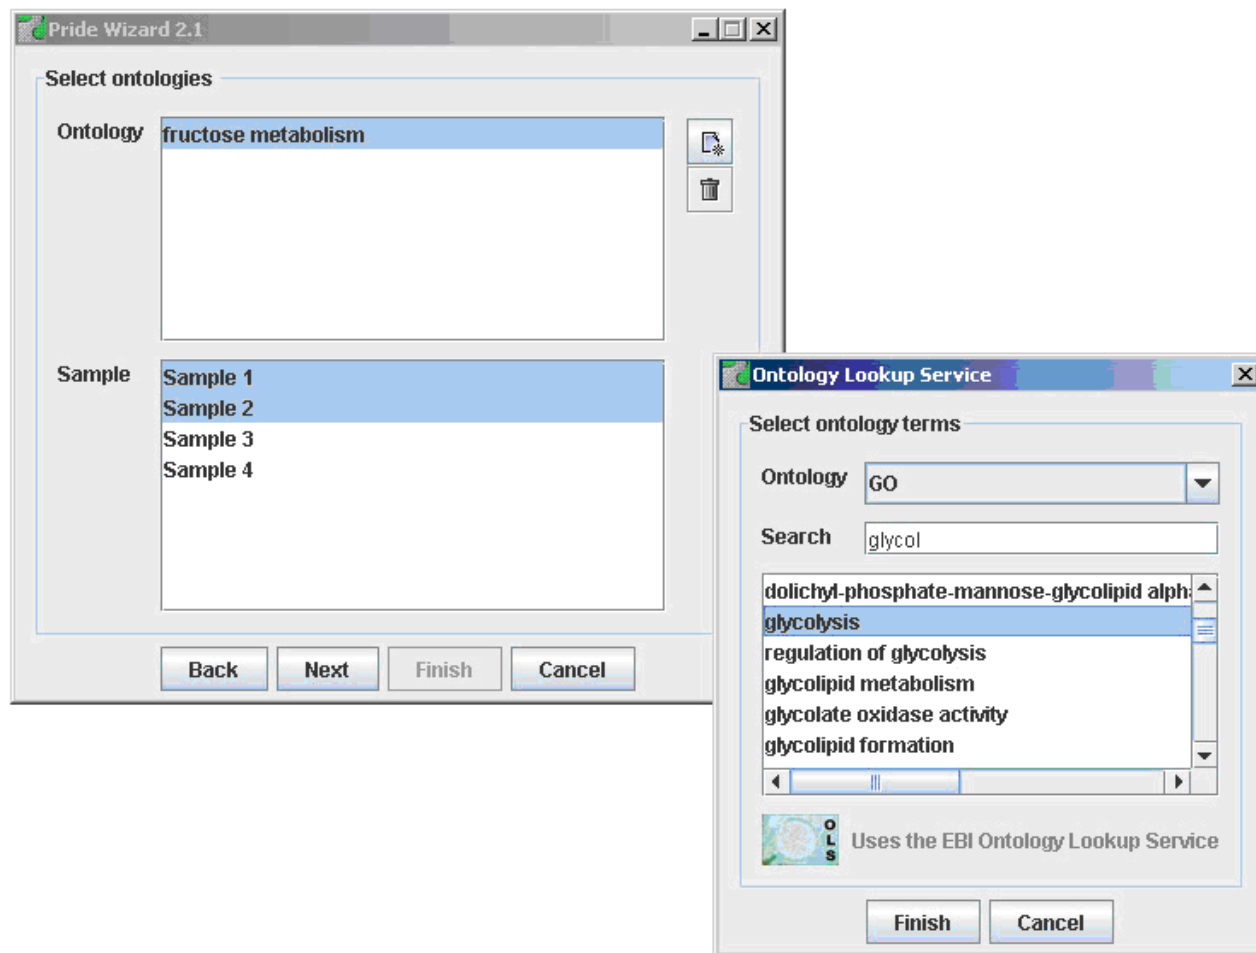 Pride Wizard 2.1
Select ontologies
Ontology
fructose metabolism
Sample
Sample 1
Sample 2
Sample 3
Sample 4
Back
Next
Finish
Cancel
Ontology Lookup Service
Select ontology terms
Ontology
GO
Search
glycol
dolichyl-phosphate-mannose-glycolipid alph
glycolysis
regulation of glycolysis
glycolipid metabolism
glycolate oxidase activity
glycolipid formation
OLS
Uses the EBI Ontology Lookup Service
Finish
Cancel